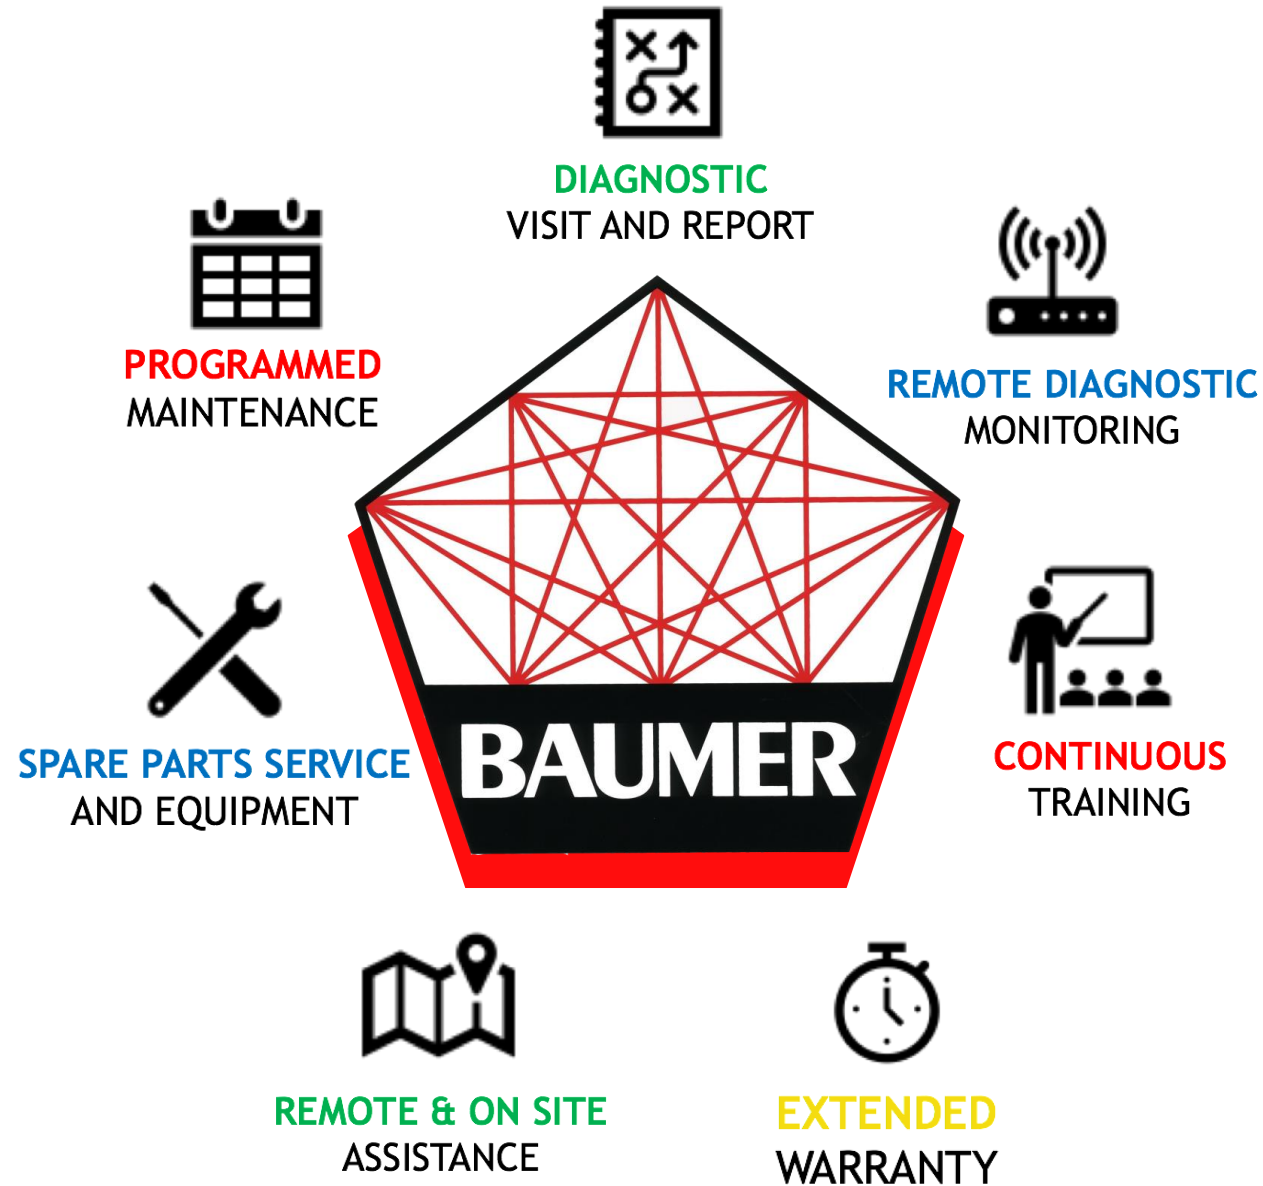 DIAGNOSTIC
VISIT AND REPORT
PROGRAMMED
MAINTENANCE
REMOTE DIAGNOSTIC
MONITORING
SPARE PARTS SERVICE
AND EQUIPMENT
BAUMER
CONTINUOUS
TRAINING
REMOTE & ON SITE
ASSISTANCE
EXTENDED
WARRANTY